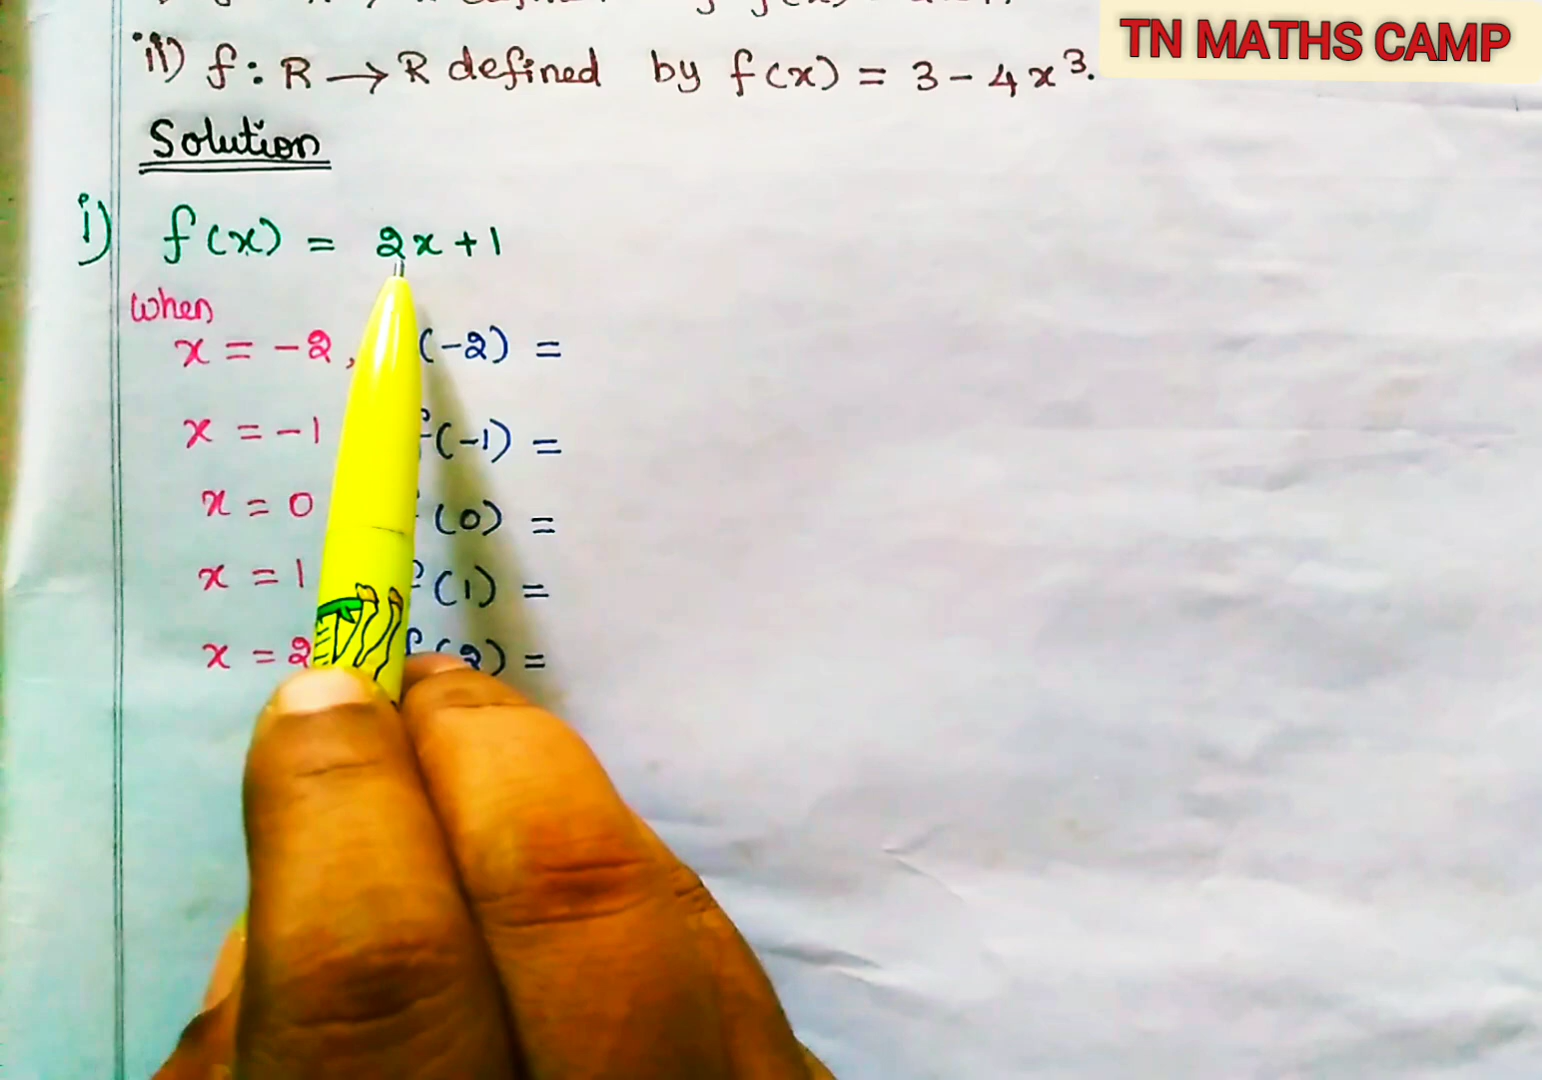 TN MATHS CAMP
ii) f : R → R defined by f(x) = 3 - 4x³.
Solution
i) f(x) = 2x + 1
When
x = -2, (-2) =
x = -1 f(-1) =
x = 0 (0) =
x = 1 f(1) =
x = 2 f(2) =